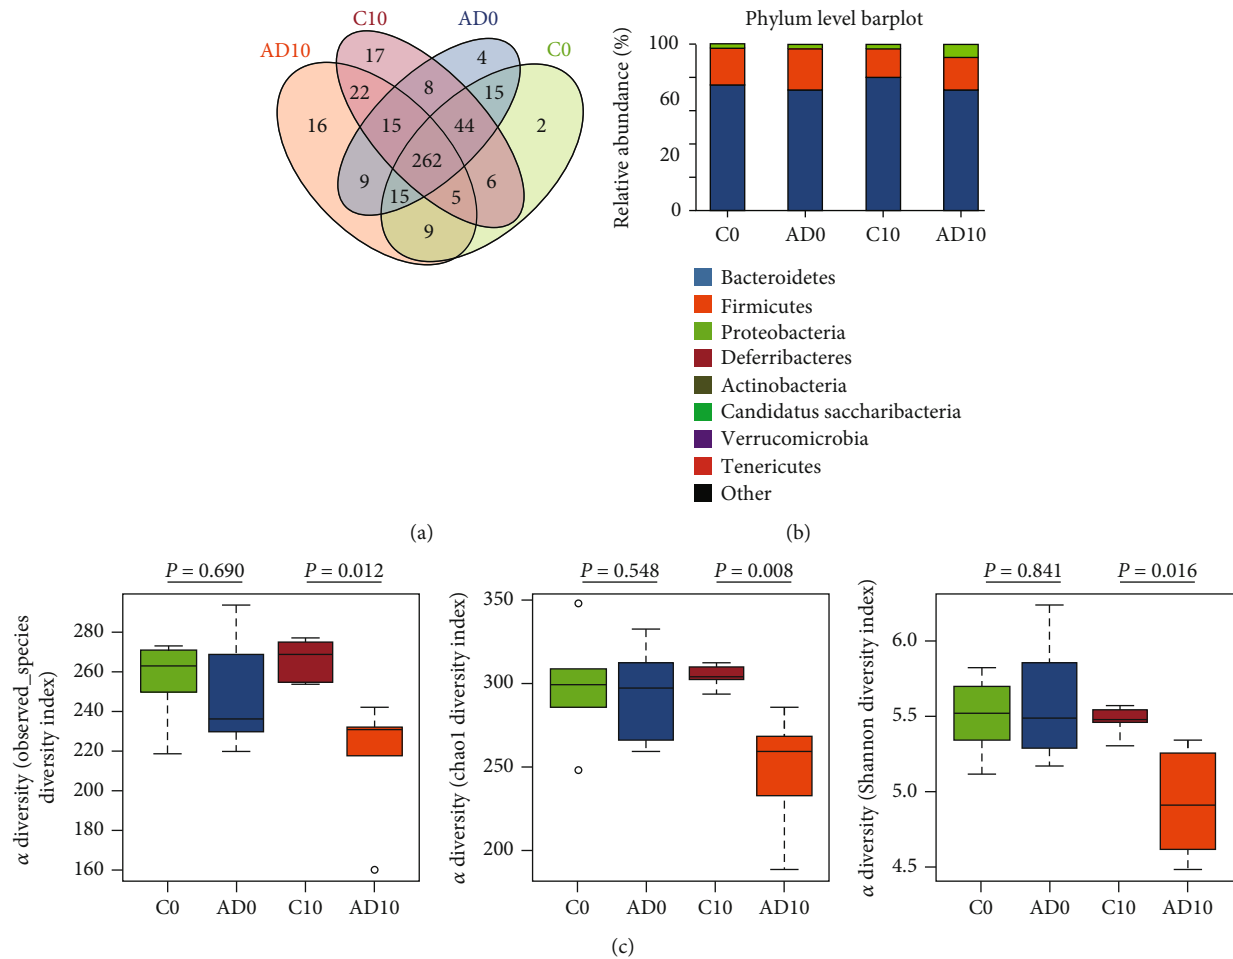 C10
AD0
AD10
C0
17
4
22
8
15
16
15
44
2
262
9
15
5
6
9
(a)
Phylum level barplot
Relative abundance (%)
100
60
20
0
C0 AD0 C10 AD10
Bacteroidetes
Firmicutes
Proteobacteria
Deferribacteres
Actinobacteria
Candidatus saccharibacteria
Verrucomicrobia
Tenericutes
Other
(b)
P = 0.690 P = 0.012
α diversity (observed_species
diversity index)
280
260
240
220
200
180
160
C0 AD0 C10 AD10
P = 0.548 P = 0.008
α diversity (chao1 diversity index)
350
300
250
200
C0 AD0 C10 AD10
P = 0.841 P = 0.016
α diversity (Shannon diversity index)
6.0
5.5
5.0
4.5
C0 AD0 C10 AD10
(c)